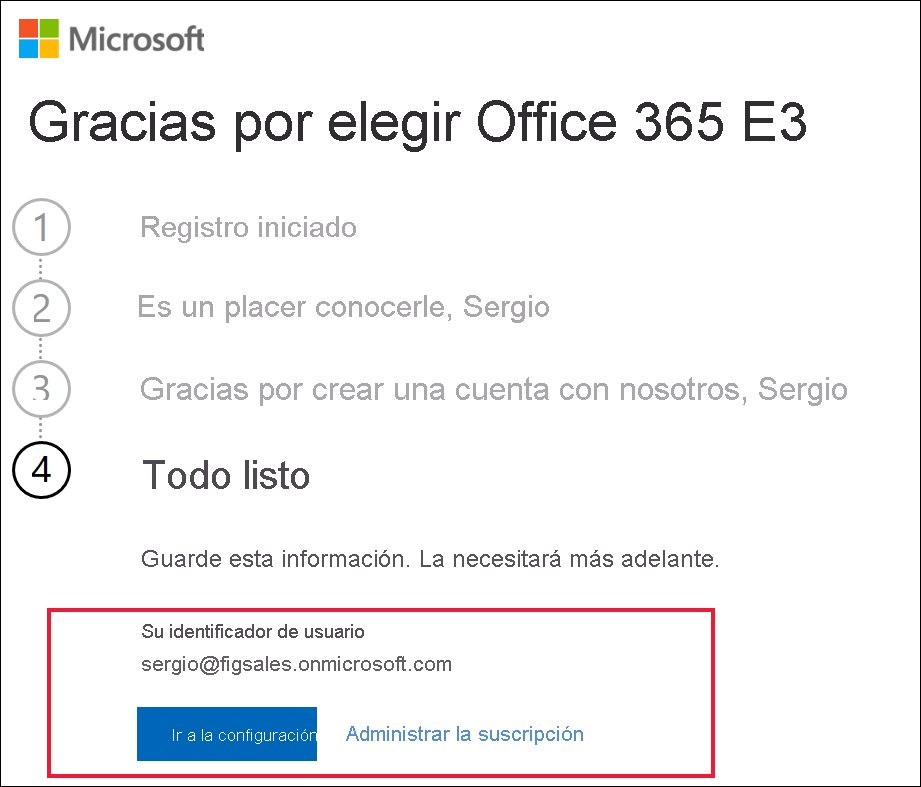 Microsoft
Gracias por elegir Office 365 E3
1
Registro iniciado
2
Es un placer conocerle, Sergio
3
Gracias por crear una cuenta con nosotros, Sergio
4
Todo listo
Guarde esta información. La necesitará más adelante.
Su identificador de usuario
sergio@figsales.onmicrosoft.com
Ir a la configuración
Administrar la suscripción